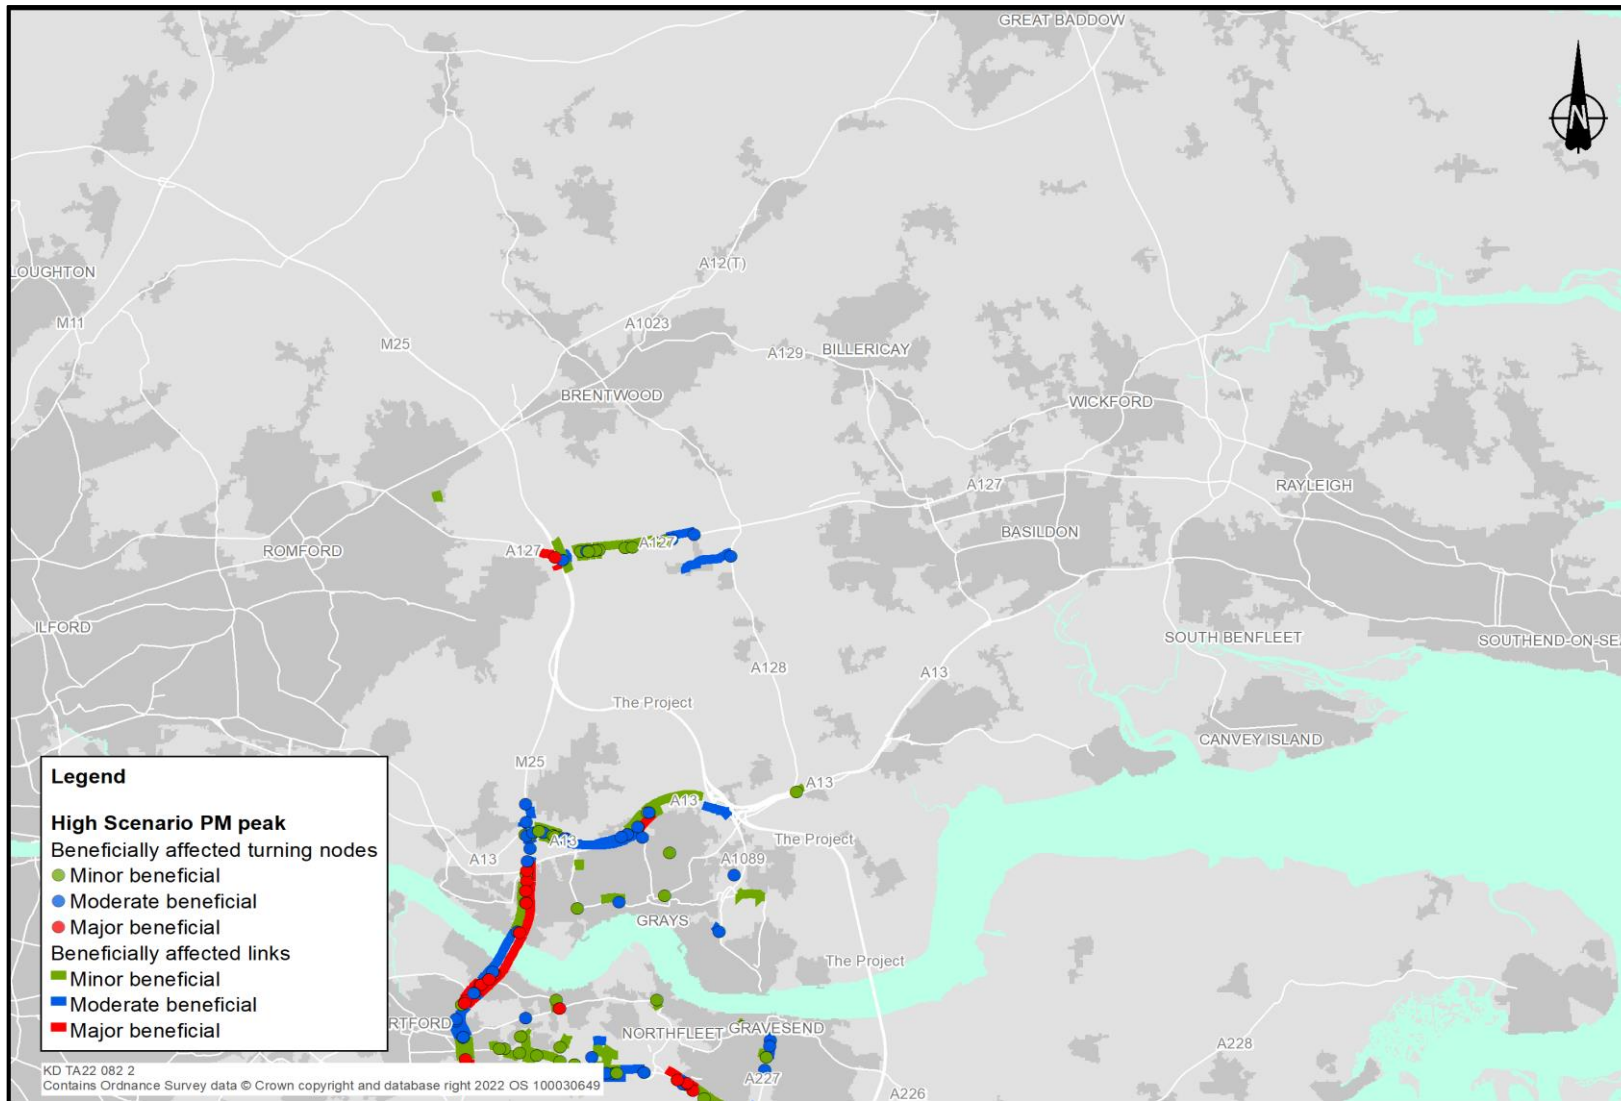 GREAT BADDOW
N
A12(T)
LOUGHTON
M11
A1023
M25
A129
BILLERICAY
BRENTWOOD
WICKFORD
A127
RAYLEIGH
BASILDON
ROMFORD
A127
A127
ILFORD
SOUTH BENFLEET
SOUTHEND-ON-SEA
A128
A13
The Project
CANVEY ISLAND
M25
A13
A13
A13
The Project
A13
A1089
GRAYS
The Project
RTFORD
NORTHFLEET
GRAVESEND
A228
A227
A226
Legend
High Scenario PM peak
Beneficially affected turning nodes
Minor beneficial
Moderate beneficial
Major beneficial
Beneficially affected links
Minor beneficial
Moderate beneficial
Major beneficial
KD TA22 082 2
Contains Ordnance Survey data © Crown copyright and database right 2022 OS 100030649